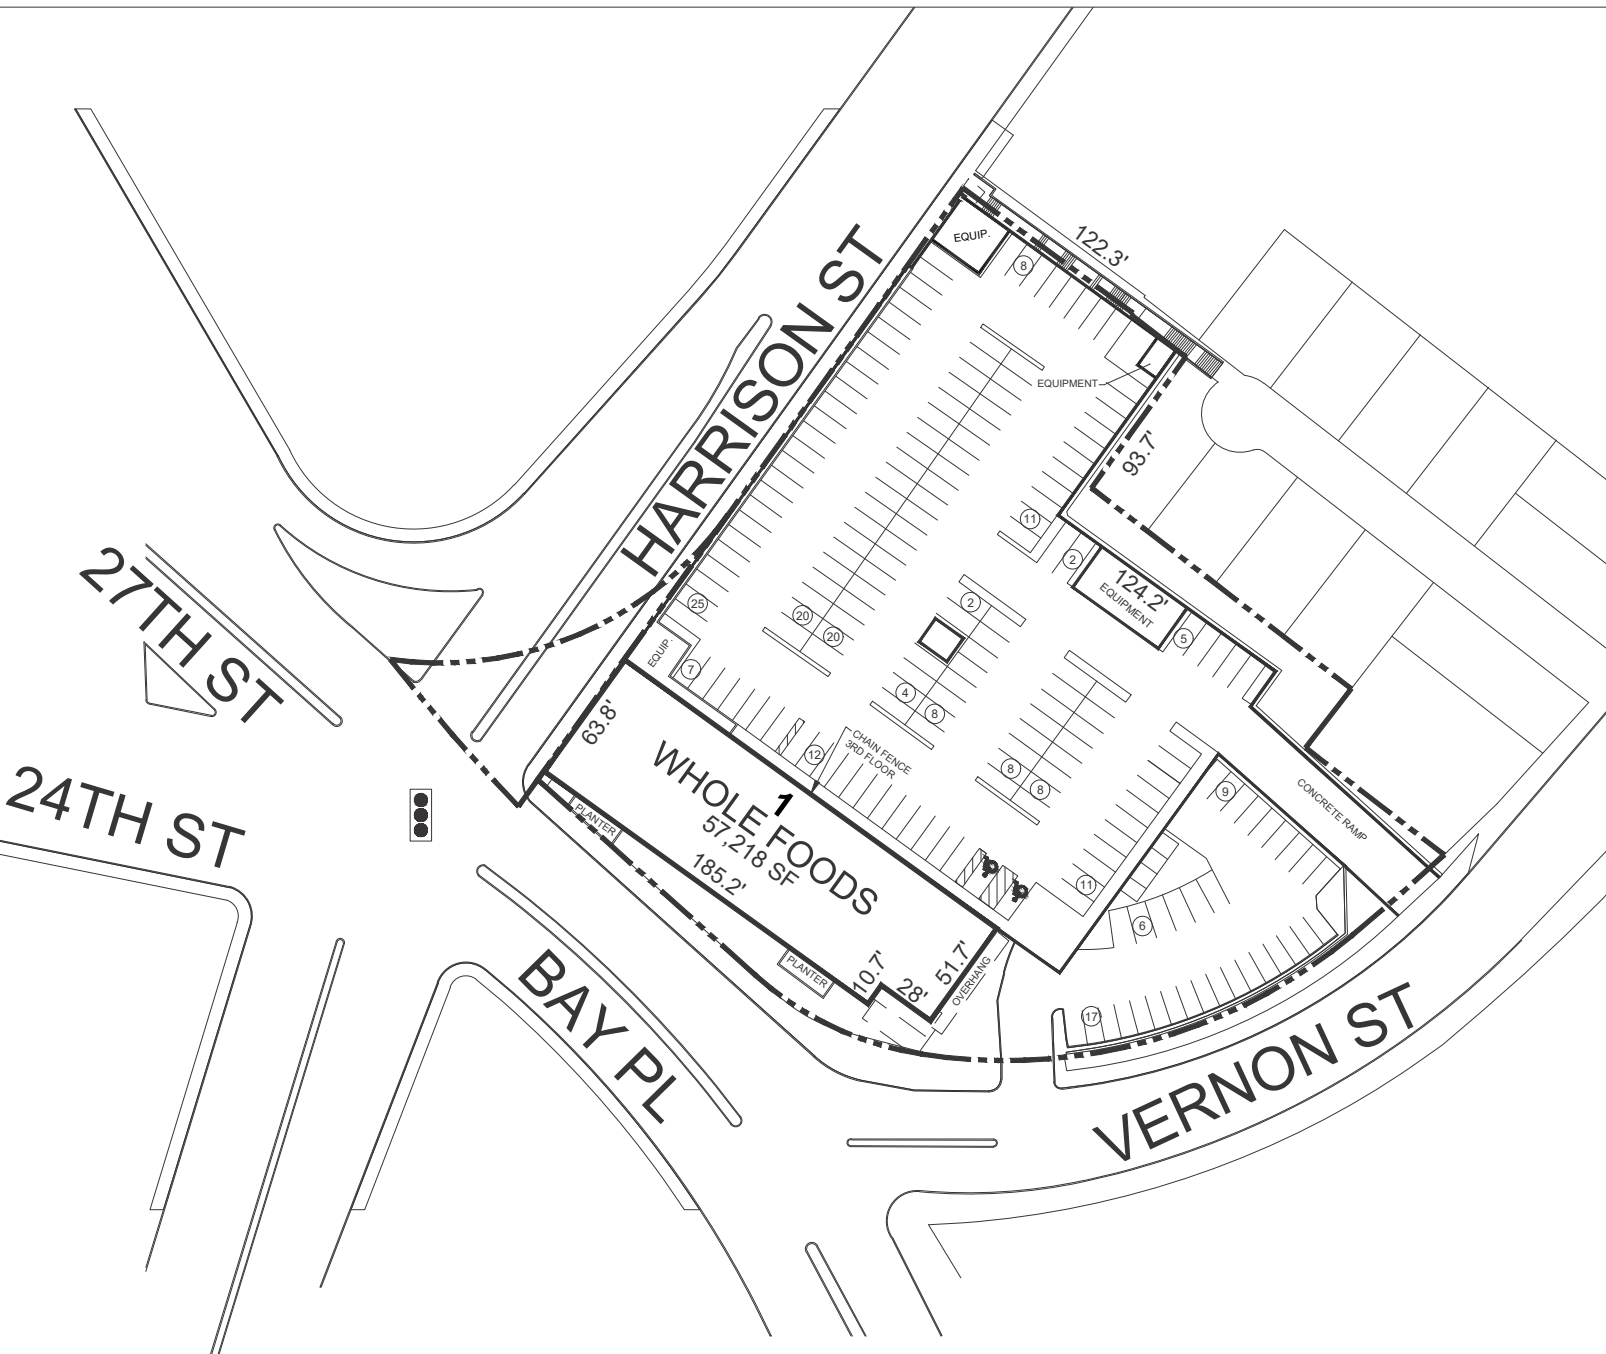 122.3'
EQUIP.
8
HARRISON ST
EQUIPMENT
93.7'
11
27TH ST
2
124.2'
EQUIPMENT
2
25
20
20
5
EQUIP.
7
4
8
63.8'
12
CHAIN FENCE
3RD FLOOR
8
8
9
CONCRETE RAMP
24TH ST
PLANTER
WHOLE FOODS
1
57,218 SF
185.2'
11
6
PLANTER
10.7'
28'
51.7'
OVERHANG
17
BAY PL
VERNON ST